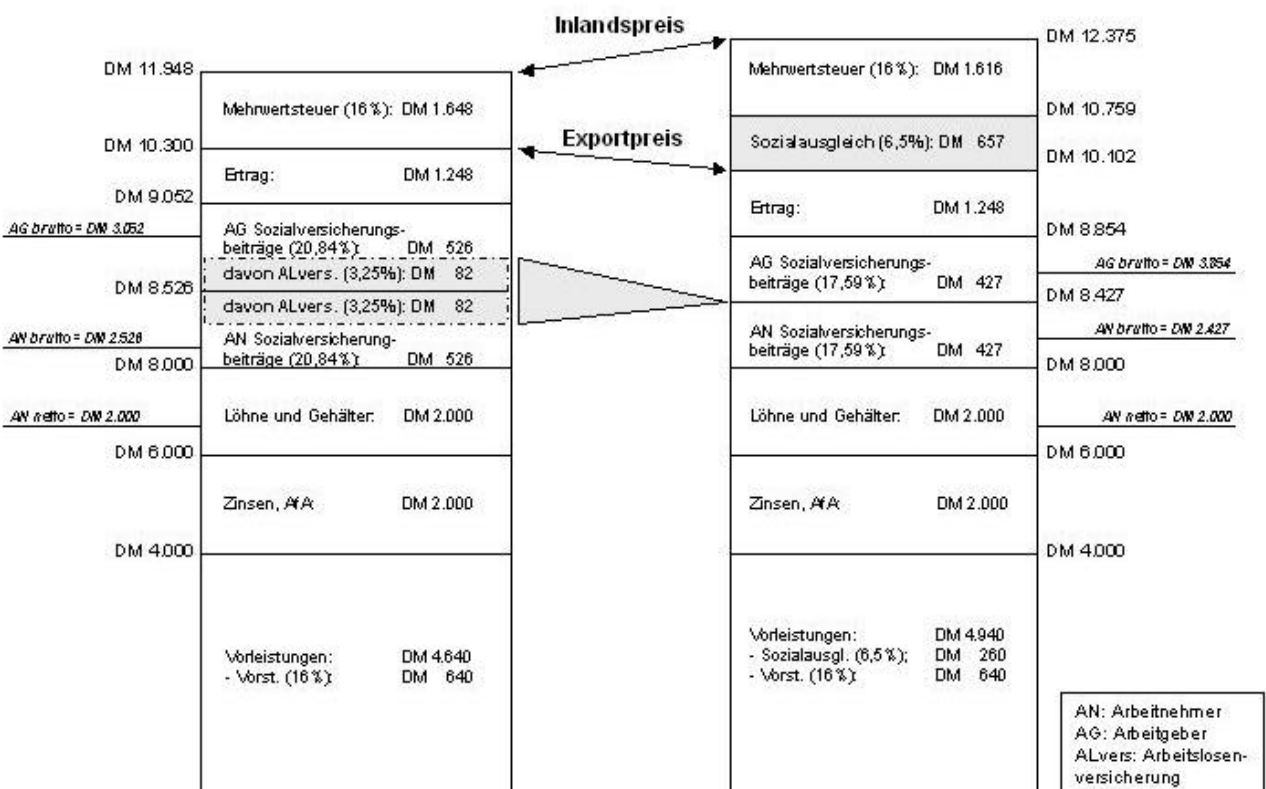 Inlandspreis
Exportpreis
DM 11.948
Mehrwertsteuer (16%): DM 1.648
DM 10.300
Ertrag: DM 1.248
DM 9.052
AG brutto = DM 3.052
AG Sozialversicherungs-
beiträge (20,84%): DM 526
davon ALvers. (3,25%): DM 82
DM 8.526
davon ALvers. (3,25%): DM 82
AN brutto = DM 2.526
AN Sozialversicherung-
beiträge (20,84%): DM 526
DM 8.000
AN netto = DM 2.000
Löhne und Gehälter: DM 2.000
DM 6.000
Zinsen, AfA: DM 2.000
DM 4.000
Vorleistungen: DM 4.640
- Vorst. (16%): DM 640
DM 12.375
Mehrwertsteuer (16%): DM 1.616
DM 10.759
Sozialausgleich (6,5%): DM 657
DM 10.102
Ertrag: DM 1.248
DM 8.854
AG Sozialversicherungs-
beiträge (17,59%): DM 427
AG brutto = DM 3.854
DM 8.427
AN Sozialversicherungs-
beiträge (17,59%): DM 427
AN brutto = DM 2.427
DM 8.000
Löhne und Gehälter: DM 2.000
AN netto = DM 2.000
DM 6.000
Zinsen, AfA: DM 2.000
DM 4.000
Vorleistungen: DM 4.940
- Sozialausgl. (6,5%); DM 260
- Vorst. (16%): DM 640
AN: Arbeitnehmer
AG: Arbeitgeber
ALvers: Arbeitslosen-
versicherung